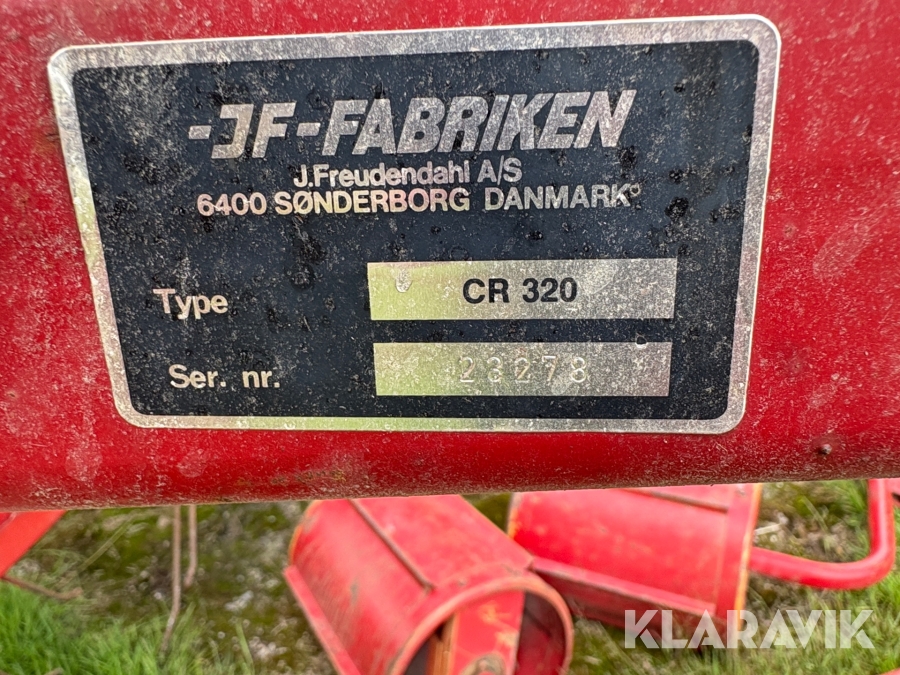 -JF-FABRIKEN
J.Freudendahl A/S
6400 SØNDERBORG DANMARK
Type CR 320
Ser. nr. 23278
KLARAVIK